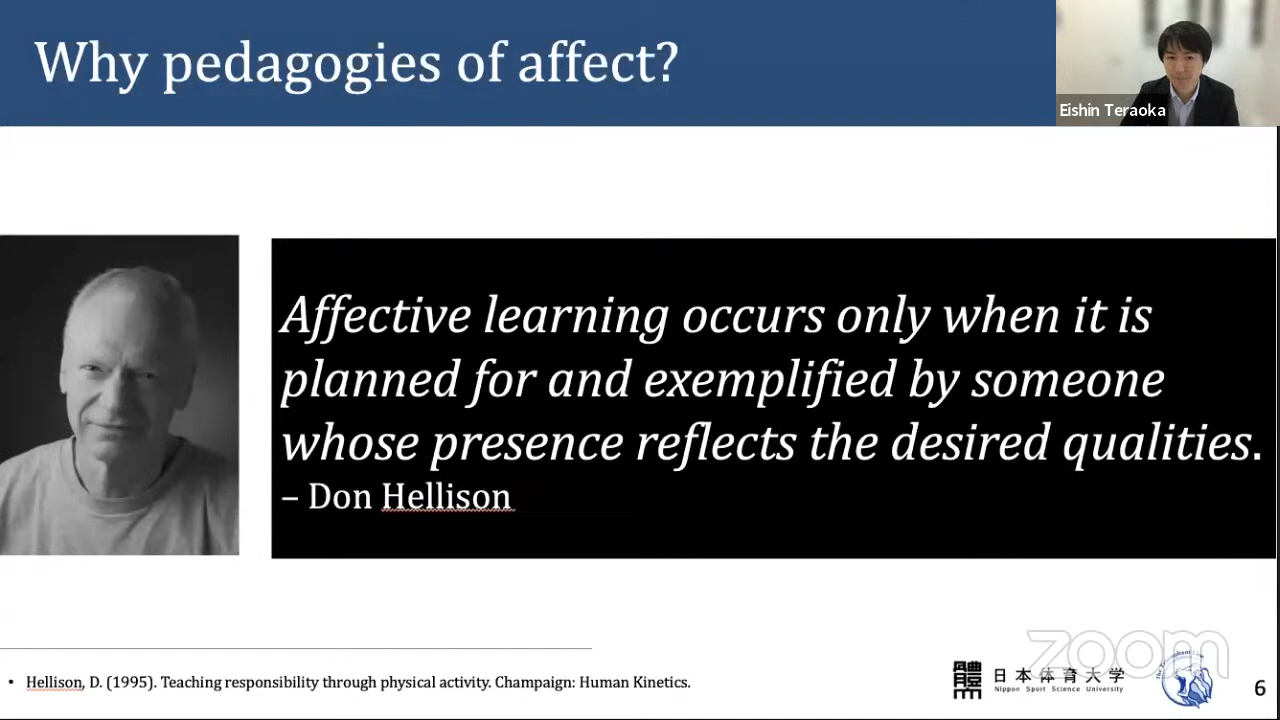 Why pedagogies of affect?
Eishin Teraoka
Affective learning occurs only when it is
planned for and exemplified by someone
whose presence reflects the desired qualities.
– Don Hellison
zoom
• Hellison, D. (1995). Teaching responsibility through physical activity. Champaign: Human Kinetics.
日本体育大学
Nippon Sport Science University
6